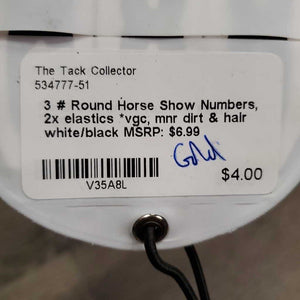 The Tack Collector
534777-51
3 # Round Horse Show Numbers,
2x elastics *vgc, mnr dirt & hair
white/black MSRP: $6.99
Gold
V35A8L
$4.00